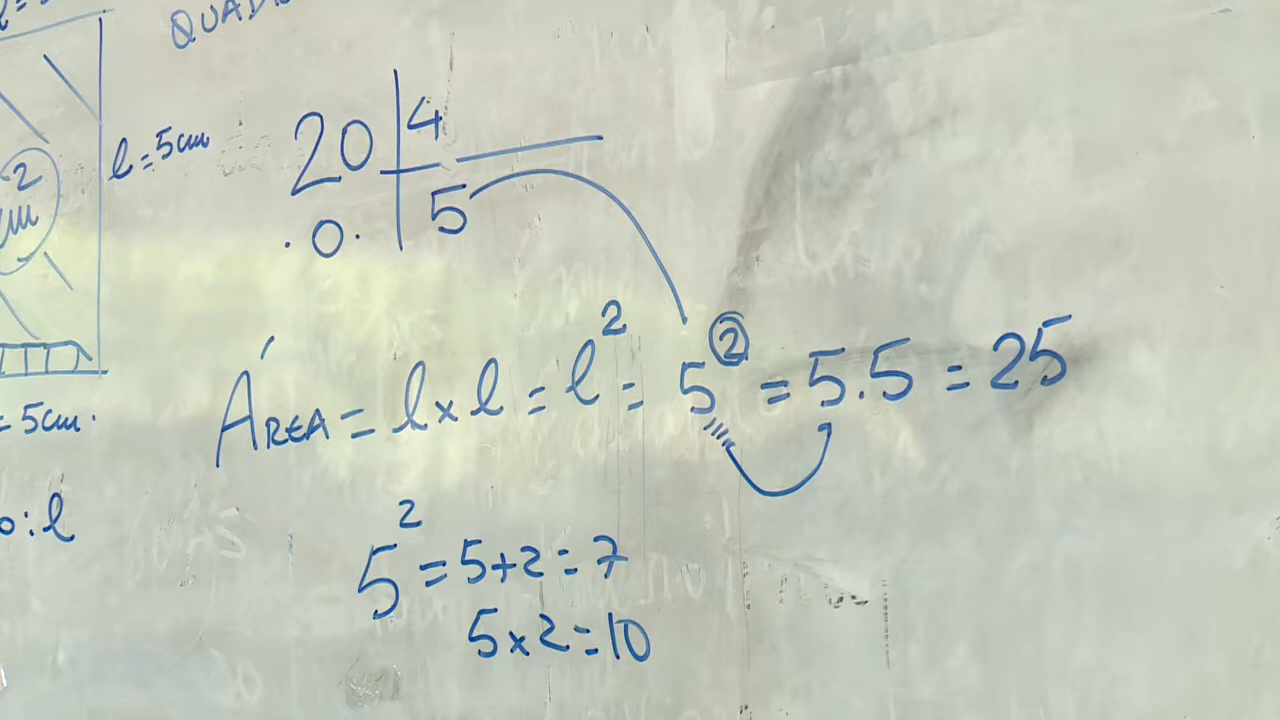 l = 5cm
20 | 4
.0. 5
2
cm
ÁREA = l x l = l² = 5² = 5.5 = 25
= 5cm.
: l
5² = 5+2 = 7
5x2 = 10